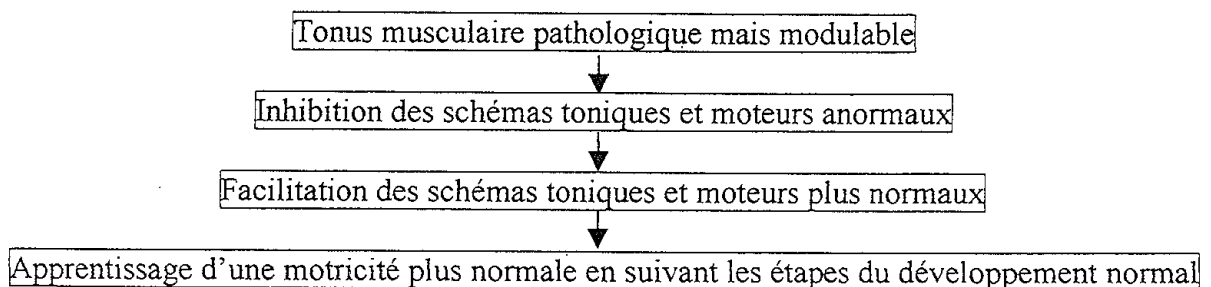 Tonus musculaire pathologique mais modulable
Inhibition des schémas toniques et moteurs anormaux
Facilitation des schémas toniques et moteurs plus normaux
Apprentissage d'une motricité plus normale en suivant les étapes du développement normal